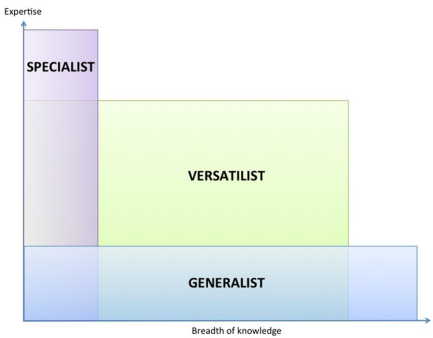 Expertise
SPECIALIST
VERSATILIST
GENERALIST
Breadth of knowledge